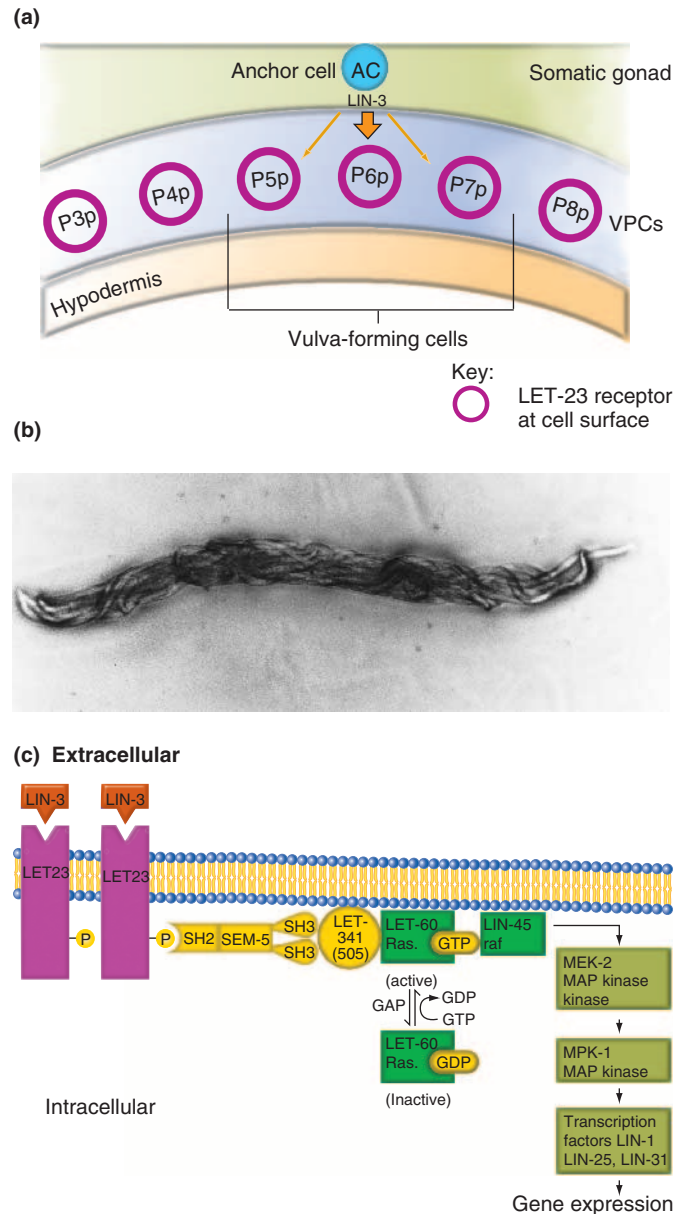 (a)
Anchor cell
AC
Somatic gonad
LIN-3
P3p
P4p
P5p
P6p
P7p
P8p
VPCs
Hypodermis
Vulva-forming cells
Key:
LET-23 receptor
at cell surface
(b)
(c) Extracellular
LIN-3
LIN-3
LET23
LET23
P
P
SH2
SEM-5
SH3
SH3
LET-
341
(505)
LET-60
Ras.
GTP
LIN-45
raf
(active)
GAP
GDP
GTP
LET-60
Ras.
GDP
(Inactive)
MEK-2
MAP kinase
kinase
MPK-1
MAP kinase
Transcription
factors LIN-1
LIN-25, LIN-31
Intracellular
Gene expression